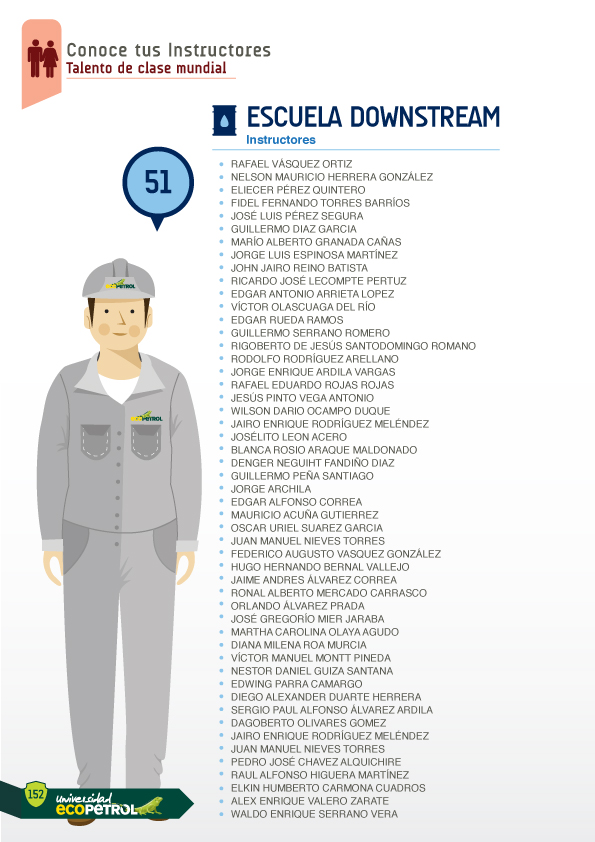 Conoce tus Instructores
Talento de clase mundial
ESCUELA DOWNSTREAM
Instructores
51
RAFAEL VÀSQUEZ ORTIZ
NELSON MAURICIO HERRERA GONZÁLEZ
ELIECER PÉREZ QUINTERO
FIDEL FERNANDO TORRES BARRÍOS
JOSÉ LUIS PÉREZ SEGURA
GUILLERMO DIAZ GARCIA
MARÍO ALBERTO GRANADA CAÑAS
JORGE LUIS ESPINOSA MARTÍNEZ
JOHN JAIRO REINO BATISTA
RICARDO JOSÉ LECOMPTE PERTUZ
EDGAR ANTONIO ARRIETA LOPEZ
VÍCTOR OLASCUAGA DEL RÍO
EDGAR RUEDA RAMOS
GUILLERMO SERRANO ROMERO
RIGOBERTO DE JESÚS SANTODOMINGO ROMANO
RODOLFO RODRÍGUEZ ARELLANO
JORGE ENRIQUE ARDILA VARGAS
RAFAEL EDUARDO ROJAS ROJAS
JESÚS PINTO VEGA ANTONIO
WILSON DARIO OCAMPO DUQUE
JAIRO ENRIQUE RODRÍGUEZ MELÉNDEZ
JOSÉLITO LEON ACERO
BLANCA ROSIO ARAQUE MALDONADO
DENGER NEGUIHT FANDIÑO DIAZ
GUILLERMO PEÑA SANTIAGO
JORGE ARCHILA
EDGAR ALFONSO CORREA
MAURICIO ACUÑA GUTIERREZ
OSCAR URIEL SUAREZ GARCIA
JUAN MANUEL NIEVES TORRES
FEDERICO AUGUSTO VASQUEZ GONZÁLEZ
HUGO HERNANDO BERNAL VALLEJO
JAIME ANDRES ÁLVAREZ CORREA
RONAL ALBERTO MERCADO CARRASCO
ORLANDO ÁLVAREZ PRADA
JOSÉ GREGORÍO MIER JARABA
MARTHA CAROLINA OLAYA AGUDO
DIANA MILENA ROA MURCIA
VÍCTOR MANUEL MONTT PINEDA
NESTOR DANIEL GUIZA SANTANA
EDWING PARRA CAMARGO
DIEGO ALEXANDER DUARTE HERRERA
SERGIO PAUL ALFONSO ÁLVAREZ ARDILA
DAGOBERTO OLIVARES GOMEZ
JAIRO ENRIQUE RODRÍGUEZ MELÉNDEZ
JUAN MANUEL NIEVES TORRES
PEDRO JOSÉ CHAVEZ ALQUICHIRE
RAUL ALFONSO HIGUERA MARTÍNEZ
ELKIN HUMBERTO CARMONA CUADROS
ALEX ENRIQUE VALERO ZARATE
WALDO ENRIQUE SERRANO VERA
ECOPETROL
ECOPETROL
152
universidad
ECOPETROL